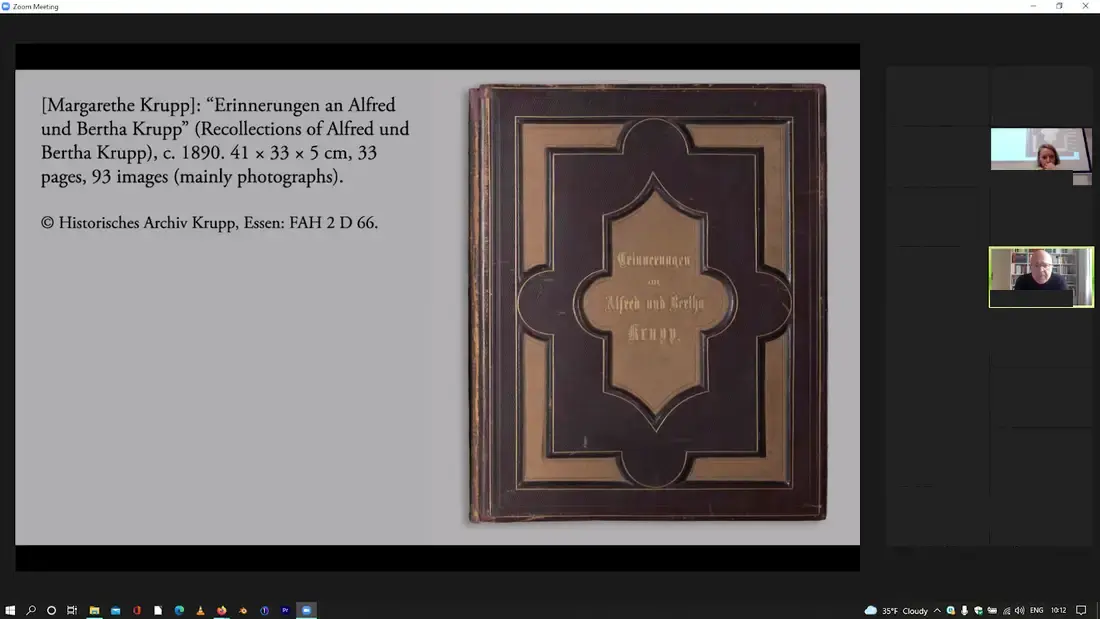 Zoom Meeting
[Margarethe Krupp]: “Erinnerungen an Alfred
und Bertha Krupp” (Recollections of Alfred und
Bertha Krupp), c. 1890. 41 × 33 × 5 cm, 33
pages, 93 images (mainly photographs).
© Historisches Archiv Krupp, Essen: FAH 2 D 66.
Erinnerungen
an
Alfred und Bertha
Krupp.
35°F Cloudy
ENG
10:12